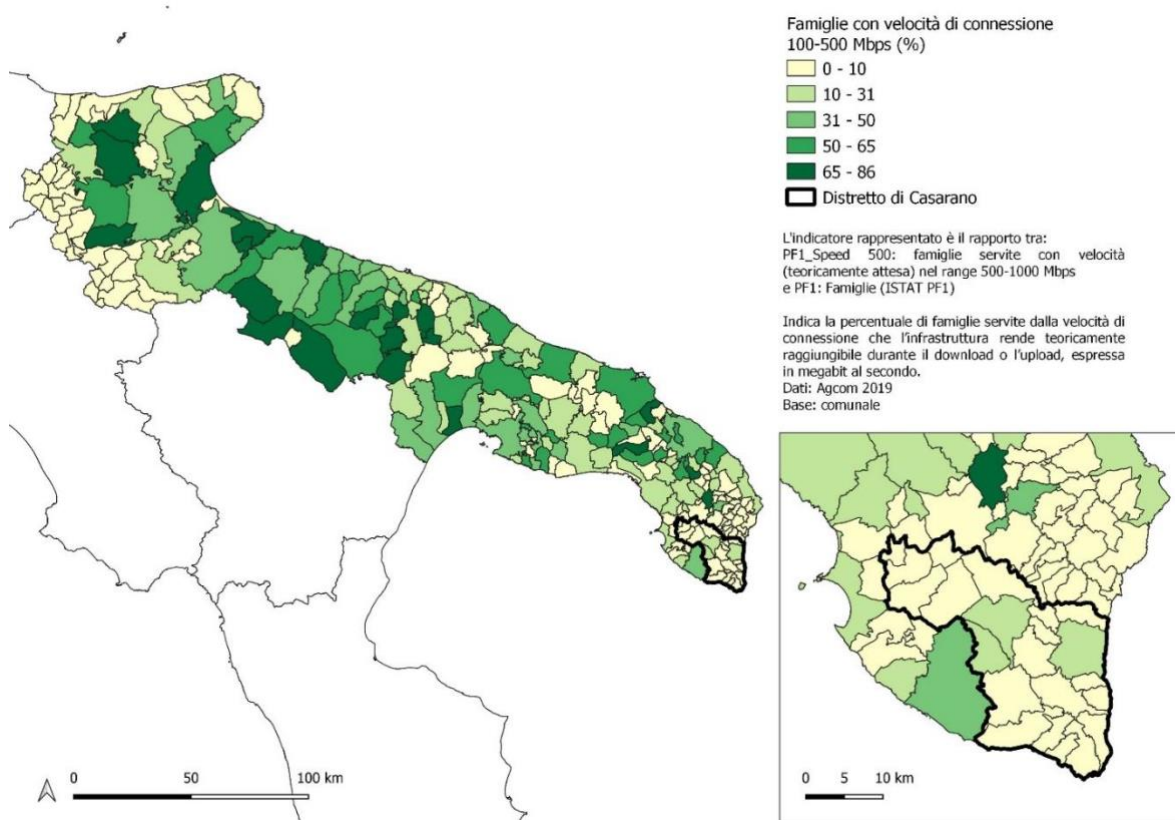 Famiglie con velocità di connessione
100-500 Mbps (%)
0 - 10
10 - 31
31 - 50
50 - 65
65 - 86
Distretto di Casarano
L'indicatore rappresentato è il rapporto tra:
PF1_Speed 500: famiglie servite con velocità
(teoricamente attesa) nel range 500-1000 Mbps
e PF1: Famiglie (ISTAT PF1)
Indica la percentuale di famiglie servite dalla velocità di
connessione che l'infrastruttura rende teoricamente
raggiungibile durante il download o l'upload, espressa
in megabit al secondo.
Dati: Agcom 2019
Base: comunale
0 50 100 km
0 5 10 km